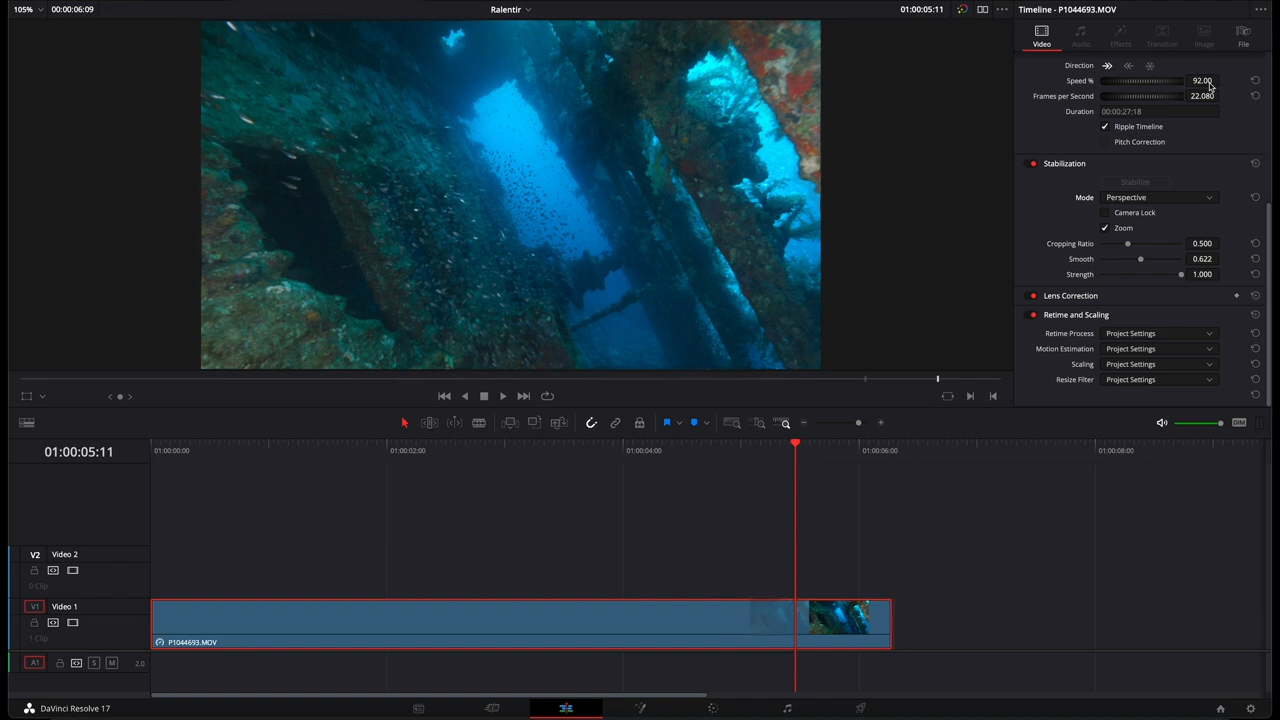 105% 00:00:06:09 Ralentir 01:00:05:11 Timeline - P1044693.MOV
Video Audio Effects Transition Image File
Direction
Speed % 92.00
Frames per Second 22.080
Duration 00:00:27:18
Ripple Timeline
Pitch Correction
Stabilization
Stabilize
Mode Perspective
Camera Lock
Zoom
Cropping Ratio 0.500
Smooth 0.622
Strength 1.000
Lens Correction
Retime and Scaling
Retime Process Project Settings
Motion Estimation Project Settings
Scaling Project Settings
Resize Filter Project Settings
DIM
01:00:05:11 01:00:00:00 01:00:02:00 01:00:04:00 01:00:06:00 01:00:08:00
V2 Video 2
0 Clip
V1 Video 1
1 Clip
P1044693.MOV
A1 S M 2.0
DaVinci Resolve 17